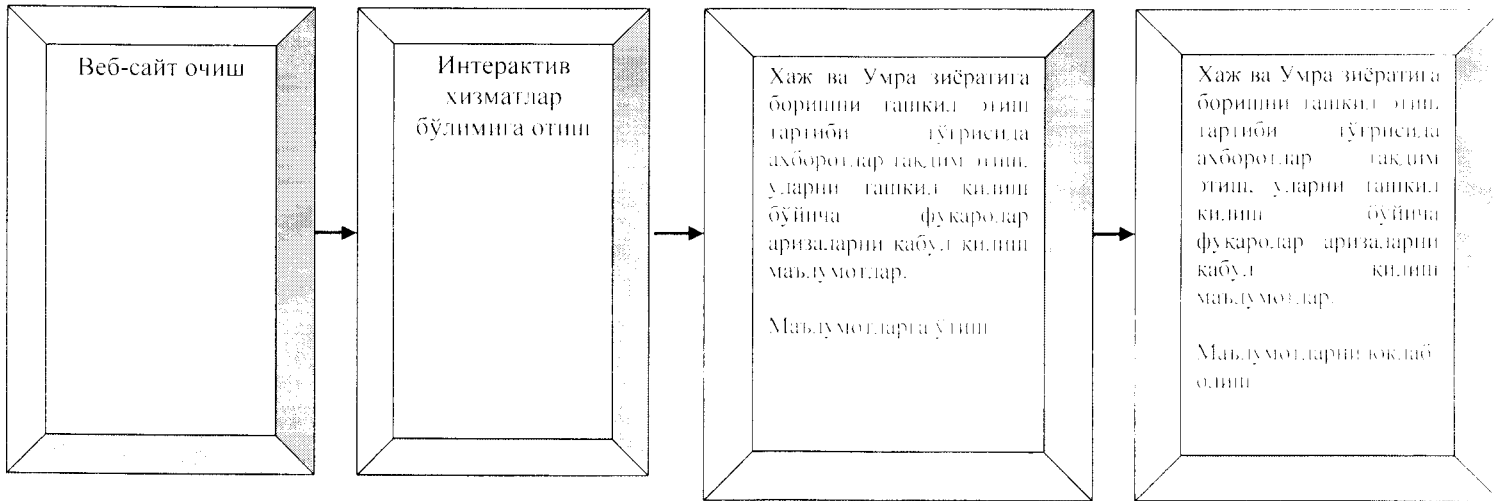 Веб-сайт очиш
Интерактив
хизматлар
бўлимига отиш
Хаж ва Умра зиёратига
боришни ташкил этиш
тартиби тўғрисида
ахборотлар тақдим этиш,
уларни ташкил қилиш
бўйича фуқаролар
аризаларни қабул қилиш
маълумотлар.
Маълумотларга ўтиш
Хаж ва Умра зиёратига
боришни ташкил этиш,
тартиби тўғрисида
ахборотлар тақдим
этиш, уларни ташкил
қилиш бўйича
фуқаролар аризаларни
қабул қилиш
маълумотлар.
Маълумотларни юклаб
олиш